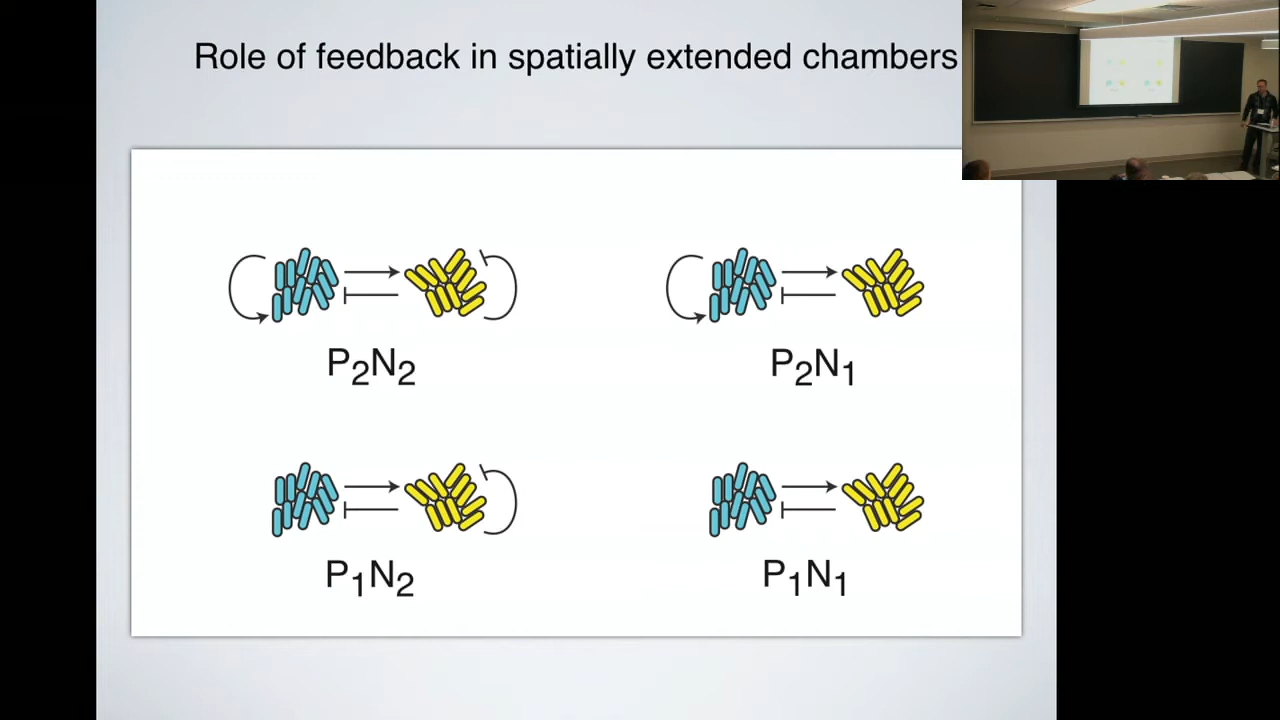 Role of feedback in spatially extended chambers
P₂N₂
P₂N₁
P₁N₂
P₁N₁